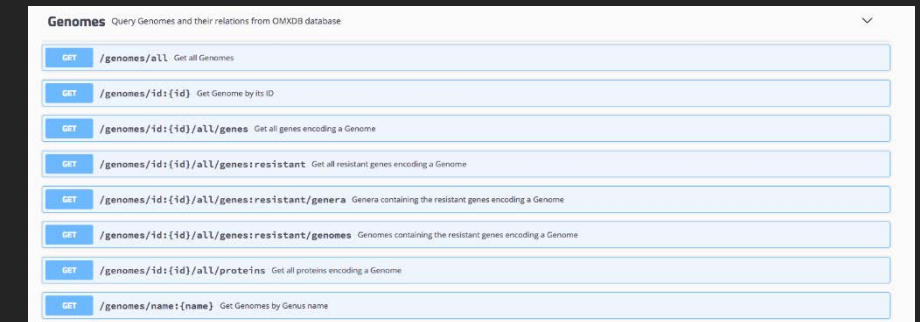 Genomes Query Genomes and their relations from OMXDB database
GET /genomes/all Get all Genomes
GET /genomes/id:{id} Get Genome by its ID
GET /genomes/id:{id}/all/genes Get all genes encoding a Genome
GET /genomes/id:{id}/all/genes:resistant Get all resistant genes encoding a Genome
GET /genomes/id:{id}/all/genes:resistant/genera Genera containing the resistant genes encoding a Genome
GET /genomes/id:{id}/all/genes:resistant/genomes Genomes containing the resistant genes encoding a Genome
GET /genomes/id:{id}/all/proteins Get all proteins encoding a Genome
GET /genomes/name:{name} Get Genomes by Genus name